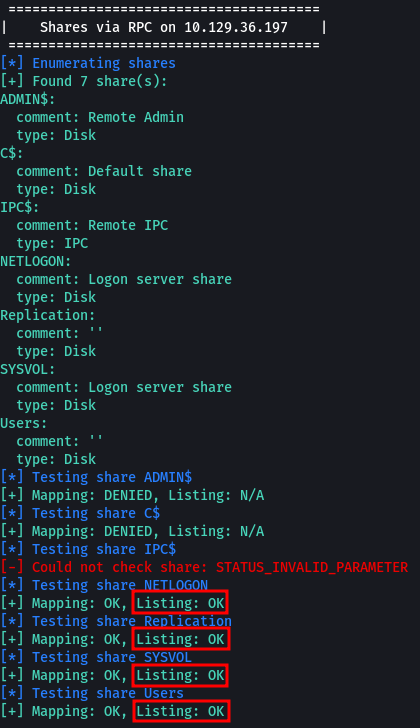 =======================================
|    Shares via RPC on 10.129.36.197    |
 =======================================
[*] Enumerating shares
[+] Found 7 share(s):
ADMIN$:
  comment: Remote Admin
  type: Disk
C$:
  comment: Default share
  type: Disk
IPC$:
  comment: Remote IPC
  type: IPC
NETLOGON:
  comment: Logon server share
  type: Disk
Replication:
  comment: ''
  type: Disk
SYSVOL:
  comment: Logon server share
  type: Disk
Users:
  comment: ''
  type: Disk
[*] Testing share ADMIN$
[+] Mapping: DENIED, Listing: N/A
[*] Testing share C$
[+] Mapping: DENIED, Listing: N/A
[*] Testing share IPC$
[-] Could not check share: STATUS_INVALID_PARAMETER
[*] Testing share NETLOGON
[+] Mapping: OK, Listing: OK
[*] Testing share Replication
[+] Mapping: OK, Listing: OK
[*] Testing share SYSVOL
[+] Mapping: OK, Listing: OK
[*] Testing share Users
[+] Mapping: OK, Listing: OK